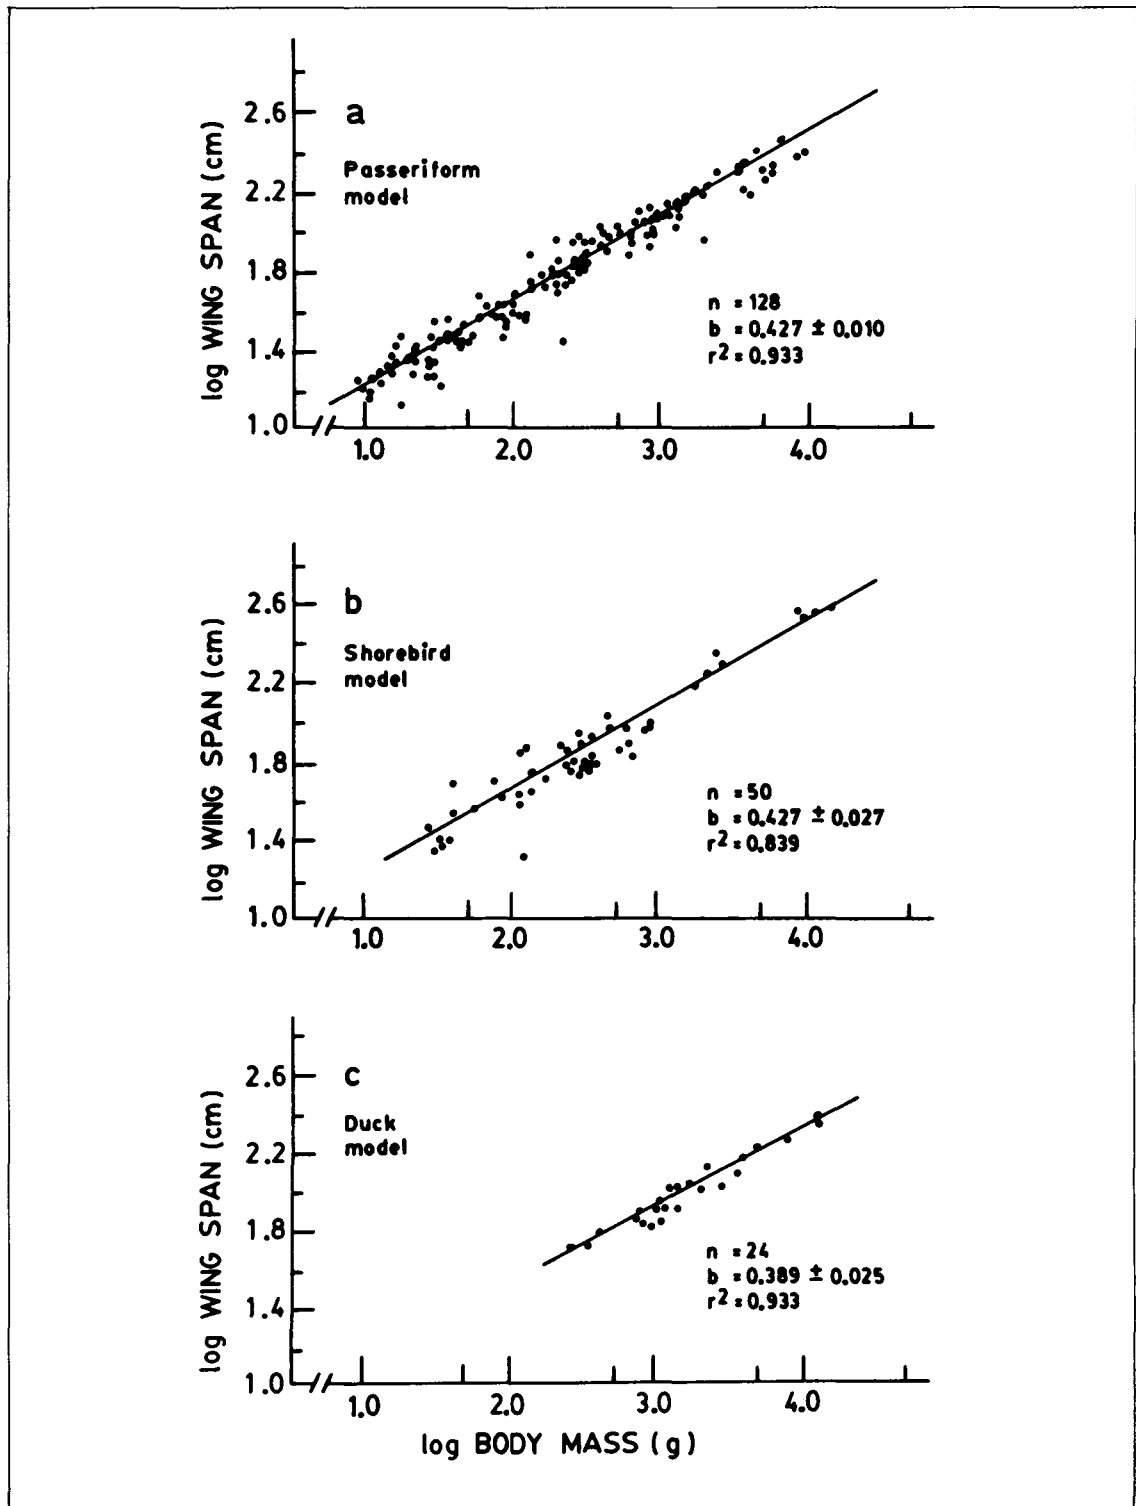 a
Passeriform
model
log WING SPAN (cm)
2.6
2.2
1.8
1.4
1.0
n = 128
b = 0.427 ± 0.010
r² = 0.933
1.0 2.0 3.0 4.0
b
Shorebird
model
log WING SPAN (cm)
2.6
2.2
1.8
1.4
1.0
n = 50
b = 0.427 ± 0.027
r² = 0.839
1.0 2.0 3.0 4.0
c
Duck
model
log WING SPAN (cm)
2.6
2.2
1.8
1.4
1.0
n = 24
b = 0.389 ± 0.025
r² = 0.933
1.0 2.0 3.0 4.0
log BODY MASS (g)